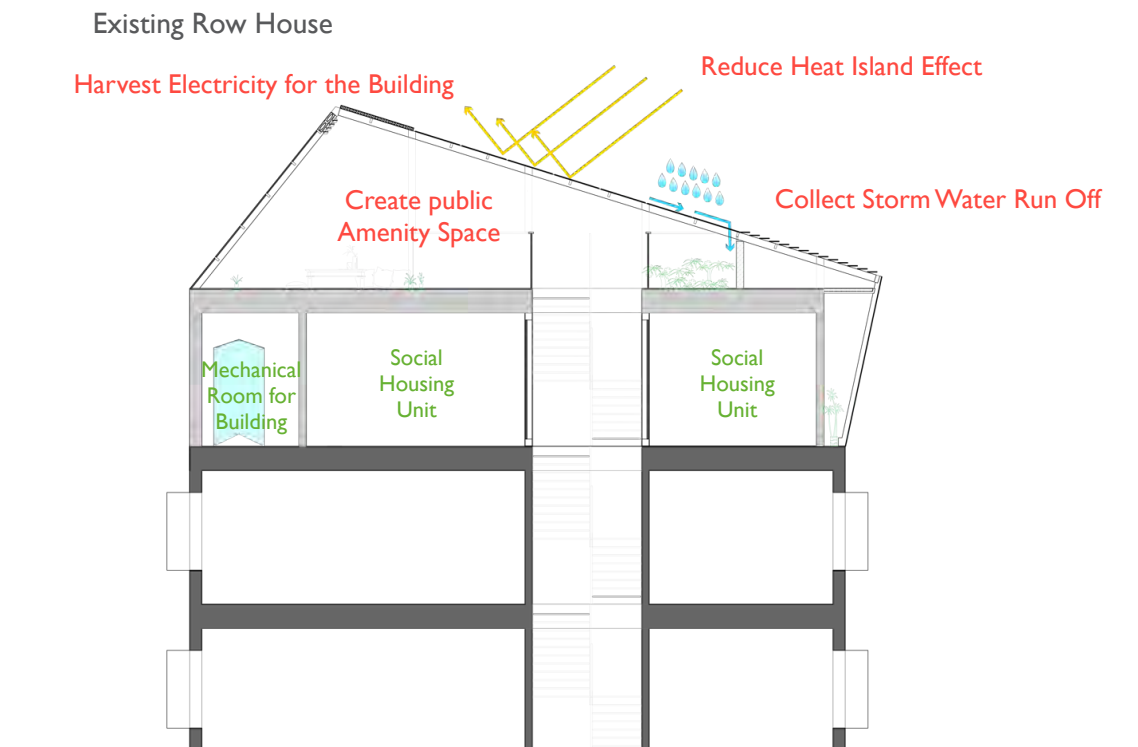 Existing Row House
Harvest Electricity for the Building
Reduce Heat Island Effect
Create public
Amenity Space
Collect Storm Water Run Off
Mechanical
Room for
Building
Social
Housing
Unit
Social
Housing
Unit